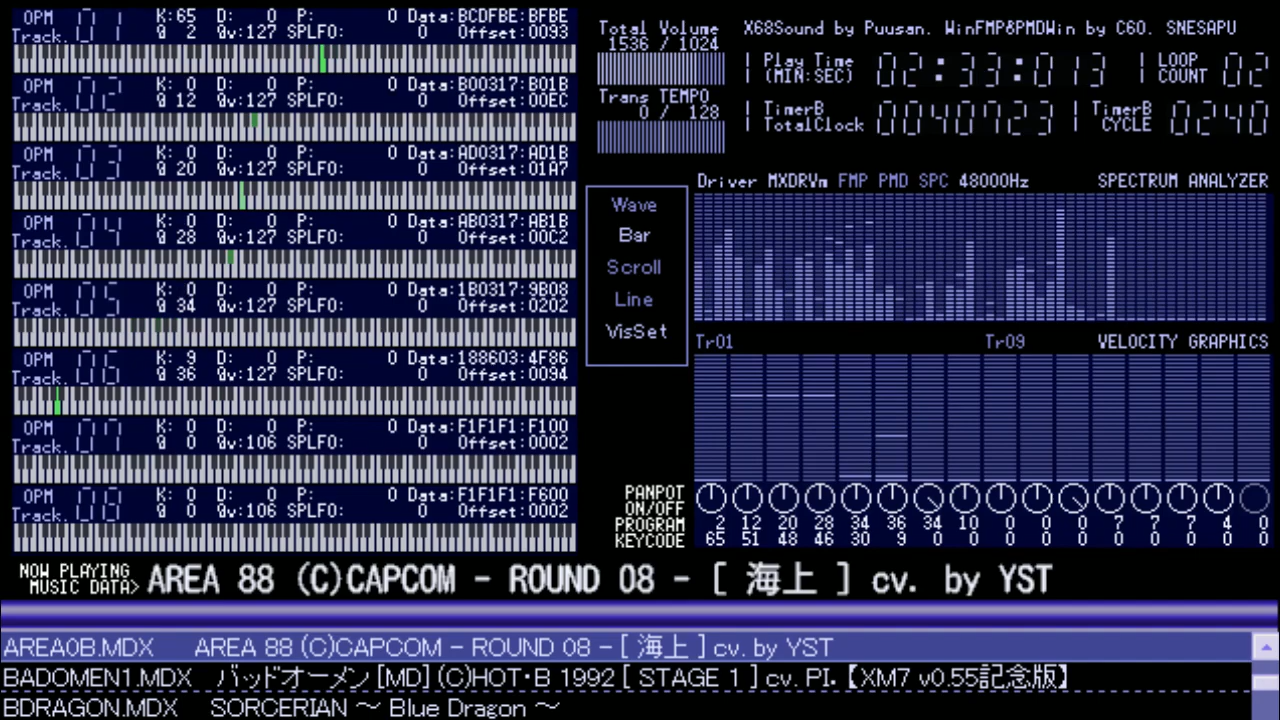 OPM Track. 01 K:65 D: 0 P: 0 Data:BCDFBE:BFBE
@ 2 @v:127 SPLFO: 0 Offset:0093
OPM Track. 02 K: 0 D: 0 P: 0 Data:B00317:B01B
@ 12 @v:127 SPLFO: 0 Offset:00EC
OPM Track. 03 K: 0 D: 0 P: 0 Data:AD0317:AD1B
@ 20 @v:127 SPLFO: 0 Offset:01A7
OPM Track. 04 K: 0 D: 0 P: 0 Data:AB0317:AB1B
@ 28 @v:127 SPLFO: 0 Offset:00C2
OPM Track. 05 K: 0 D: 0 P: 0 Data:1B0317:9B08
@ 34 @v:127 SPLFO: 0 Offset:0202
OPM Track. 06 K: 9 D: 0 P: 0 Data:188603:4F86
@ 36 @v:127 SPLFO: 0 Offset:0094
OPM Track. 07 K: 0 D: 0 P: 0 Data:F1F1F1:F100
@ 0 @v:106 SPLFO: 0 Offset:0002
OPM Track. 08 K: 0 D: 0 P: 0 Data:F1F1F1:F600
@ 0 @v:106 SPLFO: 0 Offset:0002
Total Volume
1536 / 1024
Trans TEMPO
0 / 128
X68Sound by Puusan. WinFMP&PMDWin by C60. SNESAPU
Play Time (MIN:SEC) 02:33:013 LOOP COUNT 02
TimerB TotalClock 0040723 TimerB CYCLE 0240
Driver MXDRVm FMP PMD SPC 48000Hz SPECTRUM ANALYZER
Wave
Bar
Scroll
Line
VisSet
Tr01 Tr09 VELOCITY GRAPHICS
PANPOT
ON/OFF
PROGRAM 2 12 20 28 34 36 34 10 0 0 0 7 7 7 4 0
KEYCODE 65 51 48 46 30 9 0 0 0 0 0 0 0 0 0 0
NOW PLAYING MUSIC DATA> AREA 88 (C)CAPCOM - ROUND 08 - [ 海上 ] cv. by YST
AREA0B.MDX AREA 88 (C)CAPCOM - ROUND 08 - [ 海上 ] cv. by YST
BADOMEN1.MDX バッドオーメン [MD] (C)HOT・B 1992 [ STAGE 1 ] cv. PI.【XM7 v0.55記念版】
BDRAGON.MDX SORCERIAN ～ Blue Dragon ～